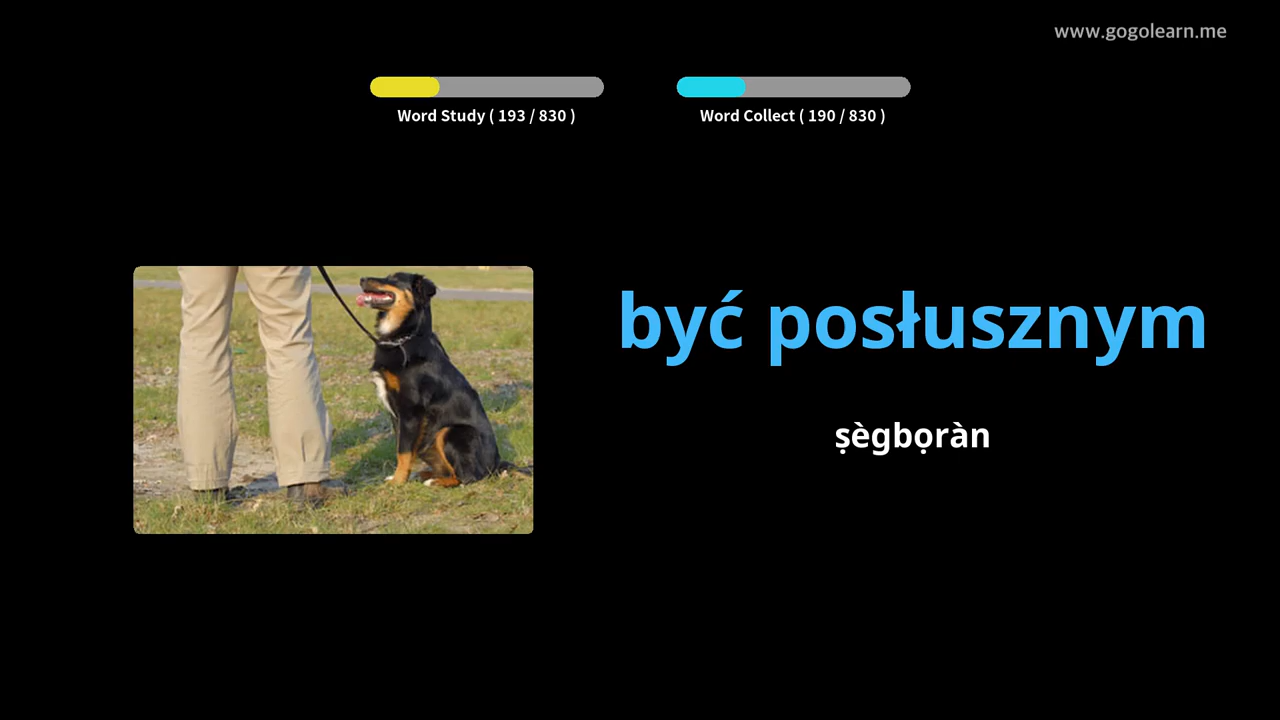 www.gogolearn.me
Word Study ( 193 / 830 )
Word Collect ( 190 / 830 )
być posłusznym
ṣègbọràn